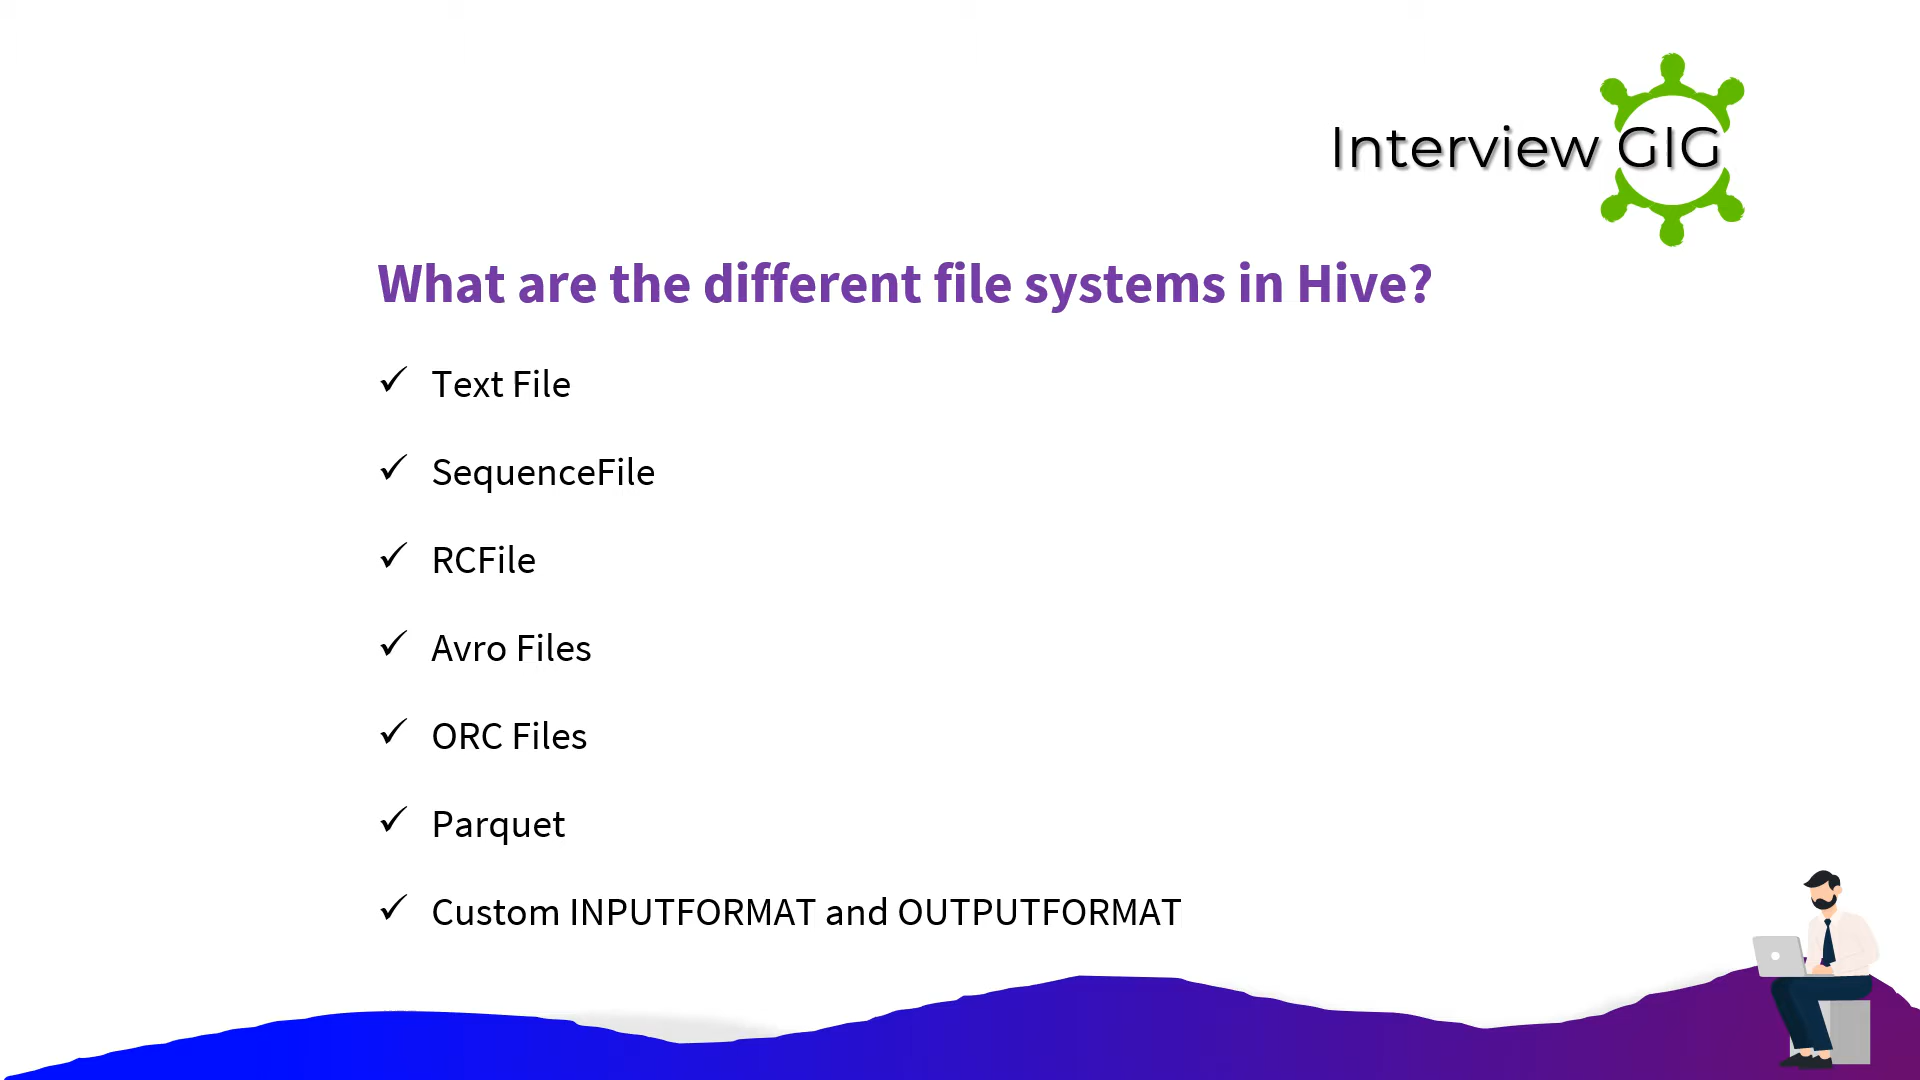 Interview GIG
What are the different file systems in Hive?
✓ Text File
✓ SequenceFile
✓ RCFile
✓ Avro Files
✓ ORC Files
✓ Parquet
✓ Custom INPUTFORMAT and OUTPUTFORMAT